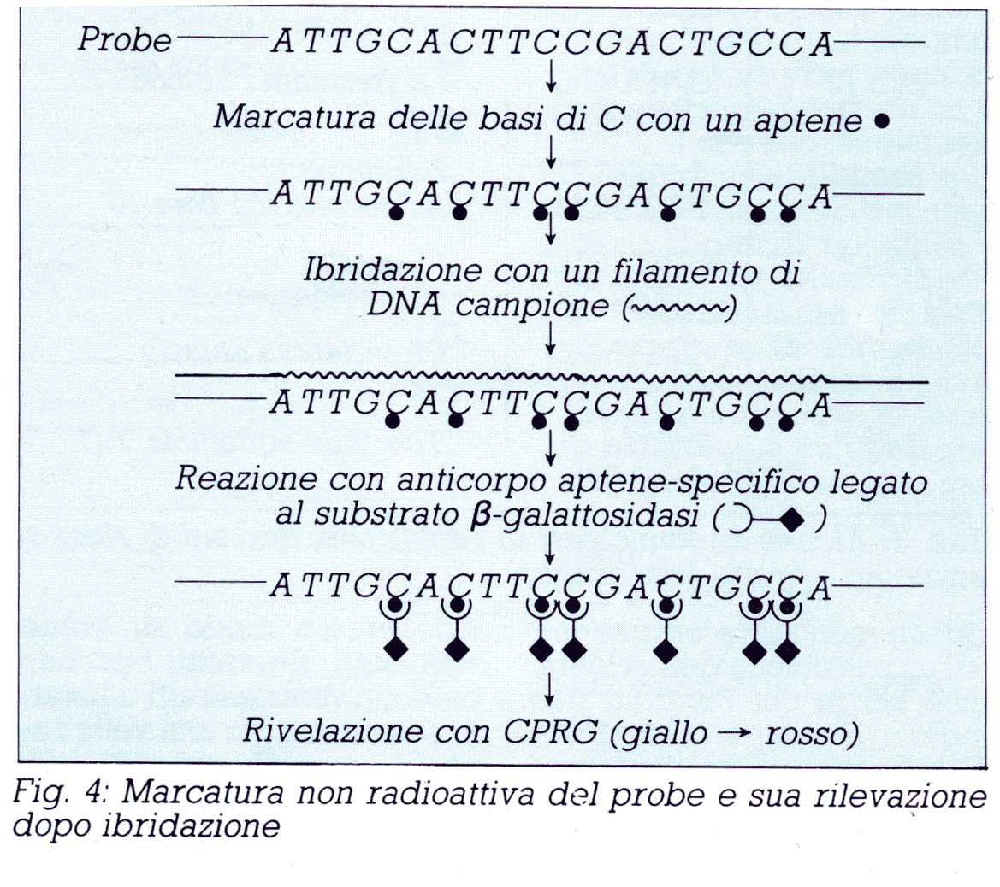 Probe ATTGCACTTCCGACTGCCA
Marcatura delle basi di C con un aptene
ATTGCACTTCCGACTGCCA
Ibridazione con un filamento di
DNA campione ( )
ATTGCACTTCCGACTGCCA
Reazione con anticorpo aptene-specifico legato
al substrato β-galattosidasi ( )
ATTGCACTTCCGACTGCCA
Rivelazione con CPRG (giallo → rosso)
Fig. 4: Marcatura non radioattiva del probe e sua rilevazione
dopo ibridazione